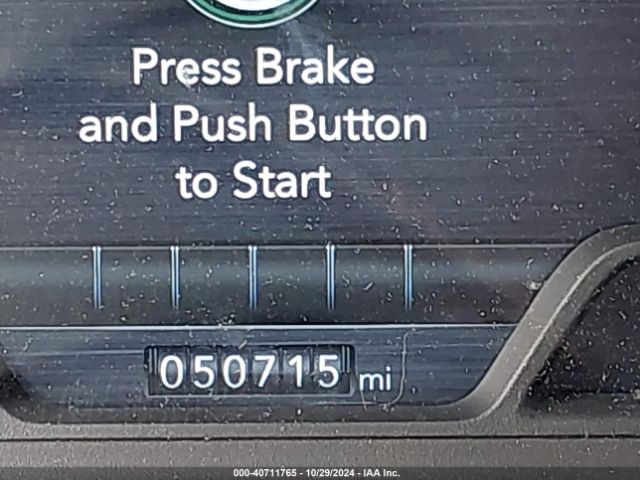 Press Brake
and Push Button
to Start
050715 mi
000-40711765 - 10/29/2024 - IAA Inc.